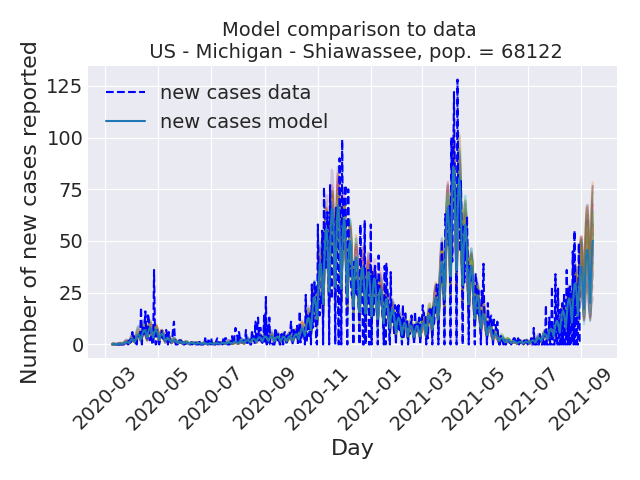 Model comparison to data
US - Michigan - Shiawassee, pop. = 68122
Number of new cases reported
125
100
75
50
25
0
new cases data
new cases model
2020-03
2020-05
2020-07
2020-09
2020-11
2021-01
2021-03
2021-05
2021-07
2021-09
Day